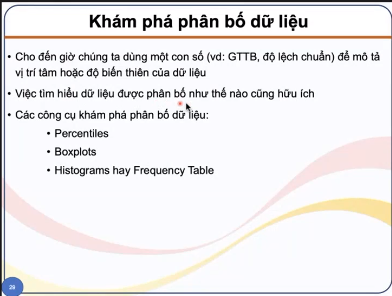 Khám phá phân bố dữ liệu
• Cho đến giờ chúng ta dùng một con số (vd: GTTB, độ lệch chuẩn) để mô tả
vị trí tâm hoặc độ biến thiên của dữ liệu
• Việc tìm hiểu dữ liệu được phân bố như thế nào cũng hữu ích
• Các công cụ khám phá phân bố dữ liệu:
• Percentiles
• Boxplots
• Histograms hay Frequency Table
29